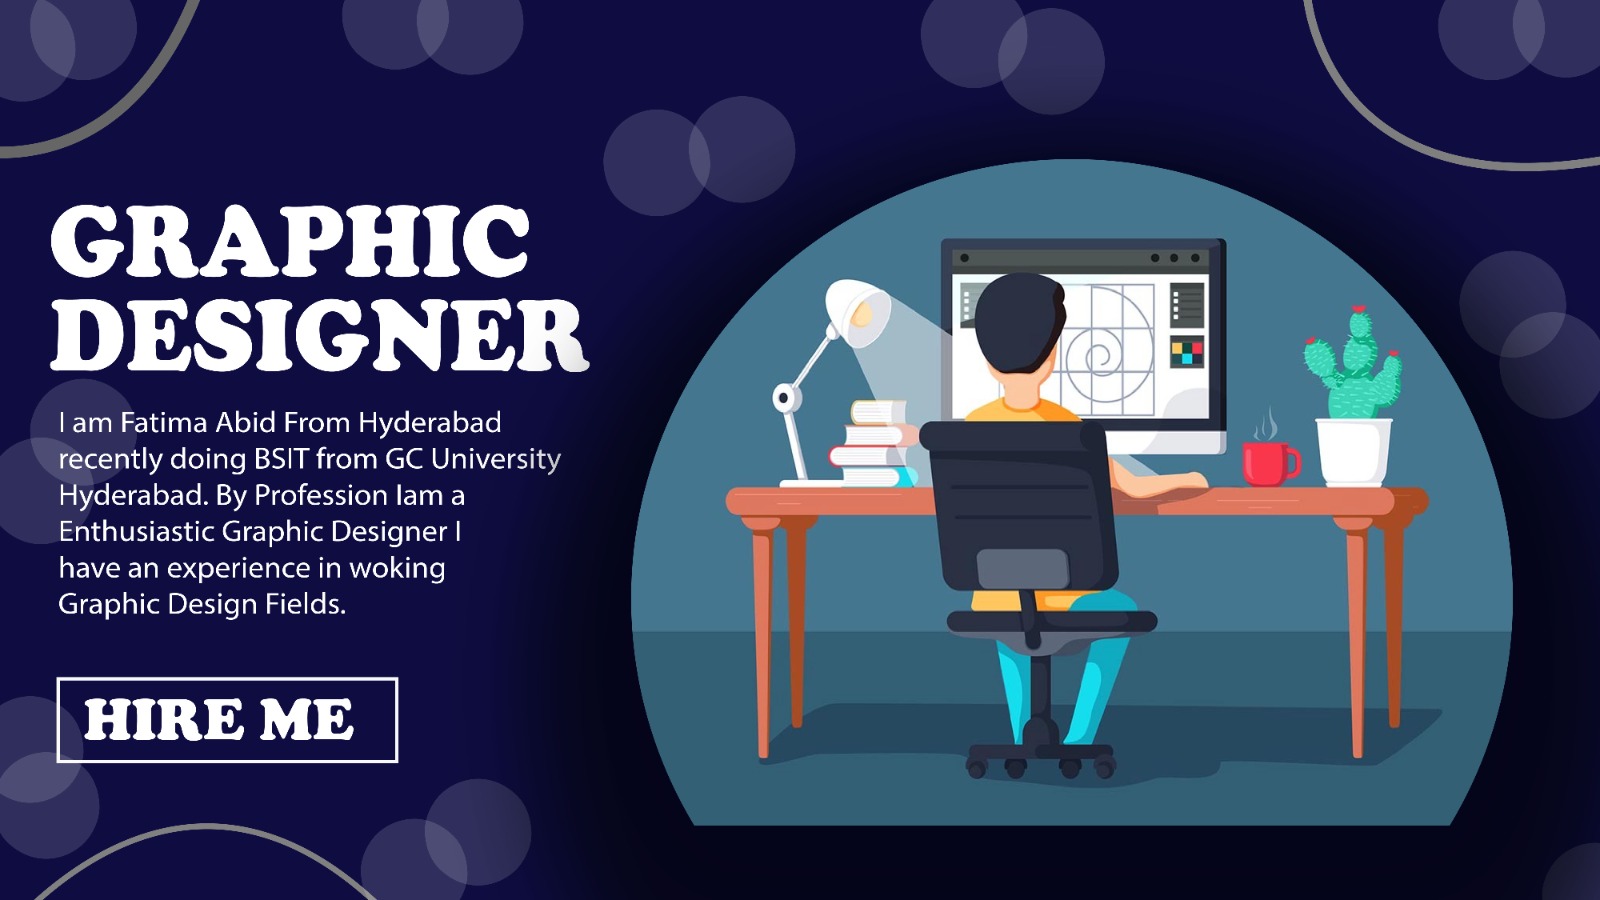 GRAPHIC
DESIGNER
I am Fatima Abid From Hyderabad
recently doing BSIT from GC University
Hyderabad. By Profession Iam a
Enthusiastic Graphic Designer I
have an experience in woking
Graphic Design Fields.
HIRE ME